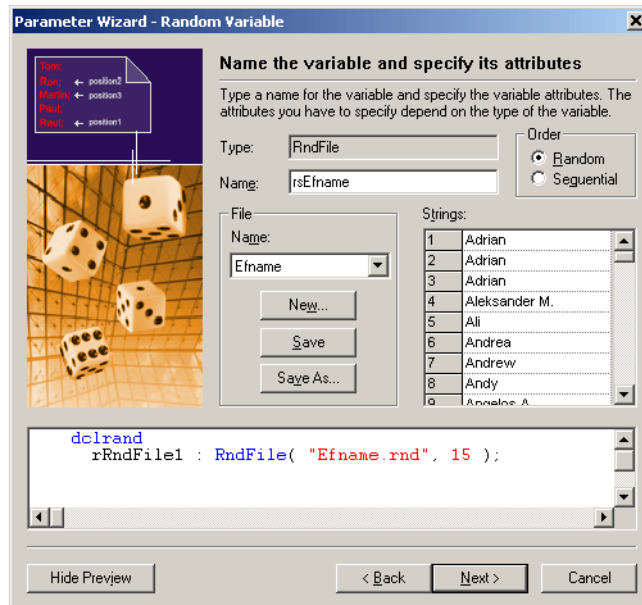 Parameter Wizard - Random Variable
Tom;
Ron; ← position2
Martin; ← position3
Paul;
Raul; ← position1
Name the variable and specify its attributes
Type a name for the variable and specify the variable attributes. The
attributes you have to specify depend on the type of the variable.
Type: RndFile
Name: rsEfname
Order
Random
Sequential
File
Name:
Efname
New...
Save
Save As...
Strings:
1 Adrian
2 Adrian
3 Adrian
4 Aleksander M.
5 Ali
6 Andrea
7 Andrew
8 Andy
9 Angelos A.
dclrand
rRndFile1 : RndFile( "Efname.rnd", 15 );
Hide Preview
< Back
Next >
Cancel